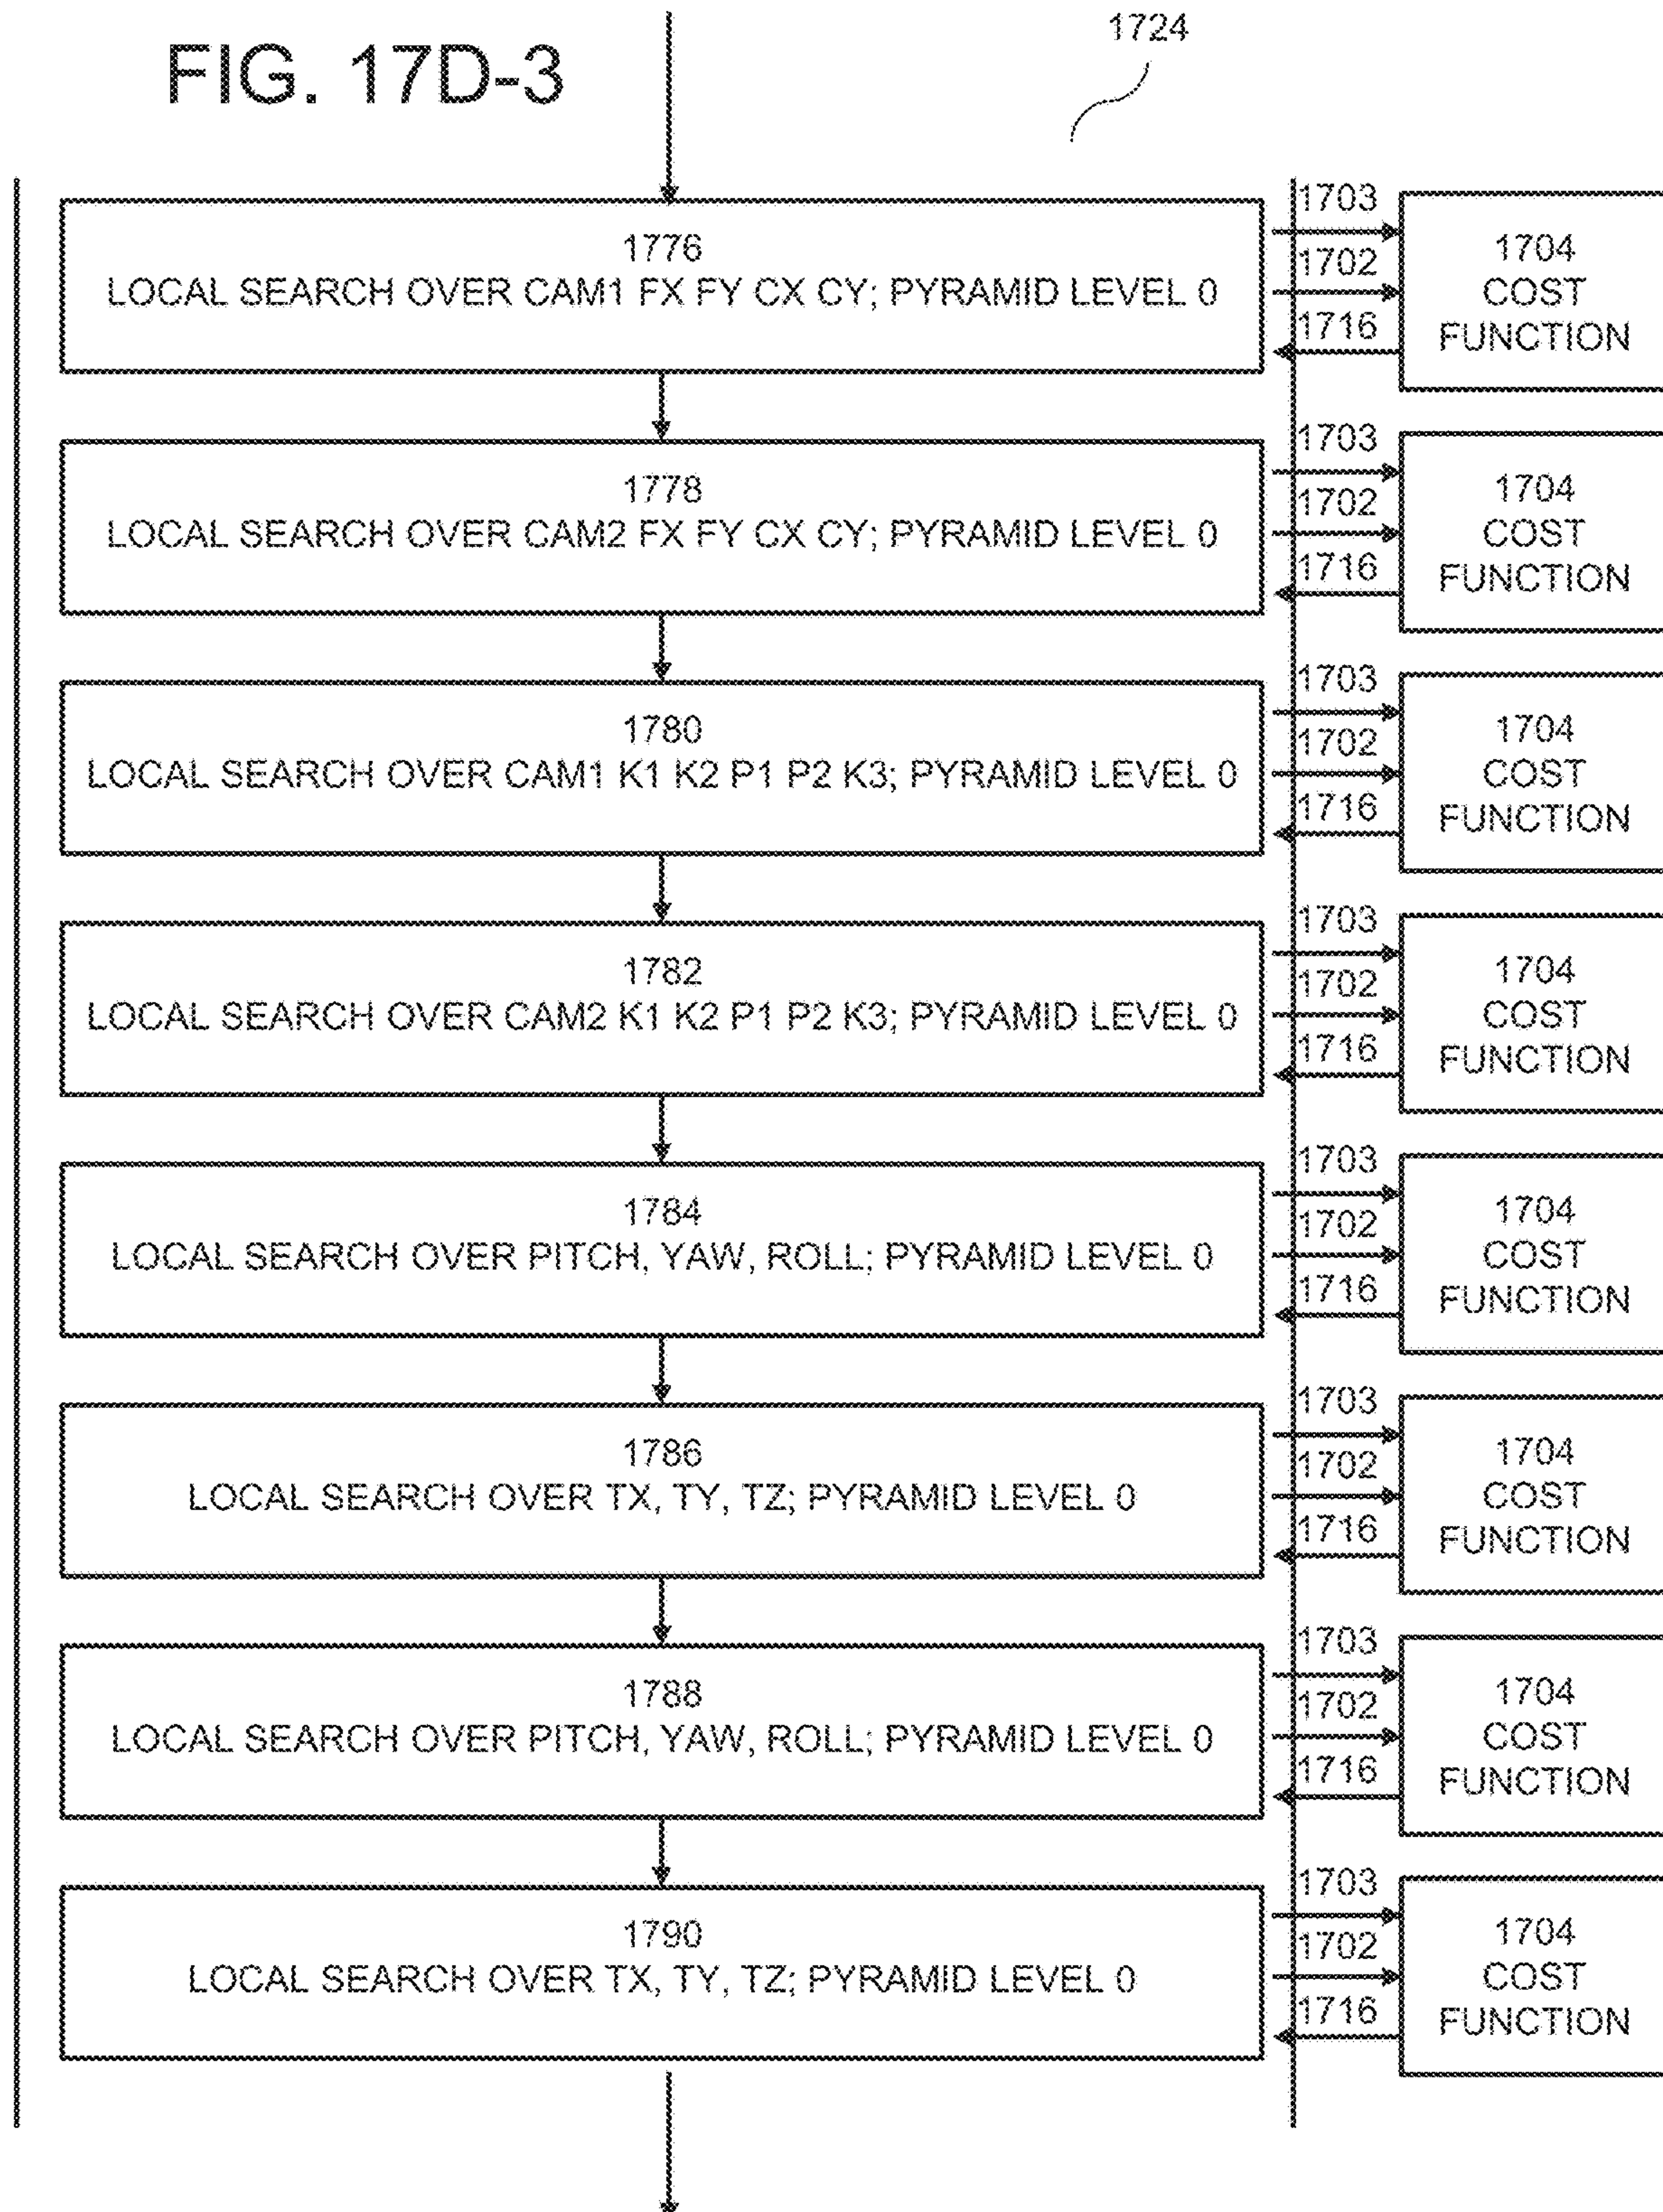 FIG. 17D-3
1724
1776
LOCAL SEARCH OVER CAM1 FX FY CX CY; PYRAMID LEVEL 0
1703
1702
1716
1704
COST
FUNCTION
1778
LOCAL SEARCH OVER CAM2 FX FY CX CY; PYRAMID LEVEL 0
1703
1702
1716
1704
COST
FUNCTION
1780
LOCAL SEARCH OVER CAM1 K1 K2 P1 P2 K3; PYRAMID LEVEL 0
1703
1702
1716
1704
COST
FUNCTION
1782
LOCAL SEARCH OVER CAM2 K1 K2 P1 P2 K3; PYRAMID LEVEL 0
1703
1702
1716
1704
COST
FUNCTION
1784
LOCAL SEARCH OVER PITCH, YAW, ROLL; PYRAMID LEVEL 0
1703
1702
1716
1704
COST
FUNCTION
1786
LOCAL SEARCH OVER TX, TY, TZ; PYRAMID LEVEL 0
1703
1702
1716
1704
COST
FUNCTION
1788
LOCAL SEARCH OVER PITCH, YAW, ROLL; PYRAMID LEVEL 0
1703
1702
1716
1704
COST
FUNCTION
1790
LOCAL SEARCH OVER TX, TY, TZ; PYRAMID LEVEL 0
1703
1702
1716
1704
COST
FUNCTION